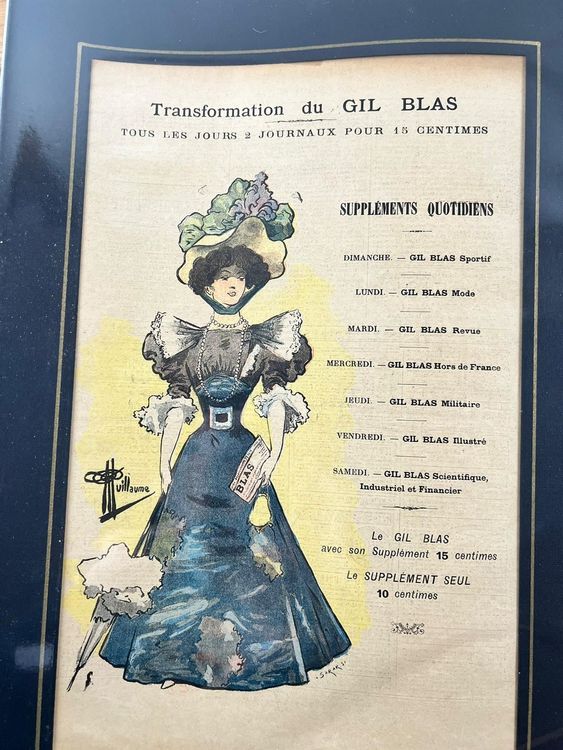 Transformation du GIL BLAS
TOUS LES JOURS 2 JOURNAUX POUR 15 CENTIMES
SUPPLÉMENTS QUOTIDIENS
DIMANCHE. — GIL BLAS Sportif
LUNDI. — GIL BLAS Mode
MARDI. — GIL BLAS Revue
MERCREDI. — GIL BLAS Hors de France
JEUDI. — GIL BLAS Militaire
VENDREDI. — GIL BLAS Illustré
SAMEDI. — GIL BLAS Scientifique,
Industriel et Financier
Le GIL BLAS
avec son Supplément 15 centimes
Le SUPPLÉMENT SEUL
10 centimes
BLAS
Guillaume